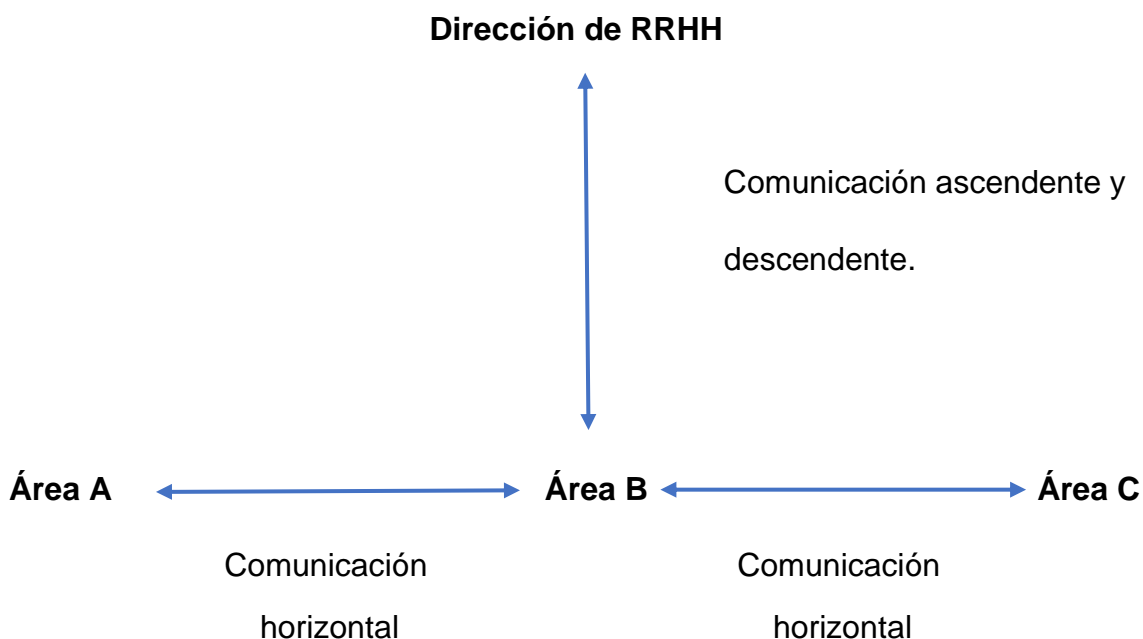 Dirección de RRHH
Comunicación ascendente y
descendente.
Área A
Área B
Área C
Comunicación
horizontal
Comunicación
horizontal